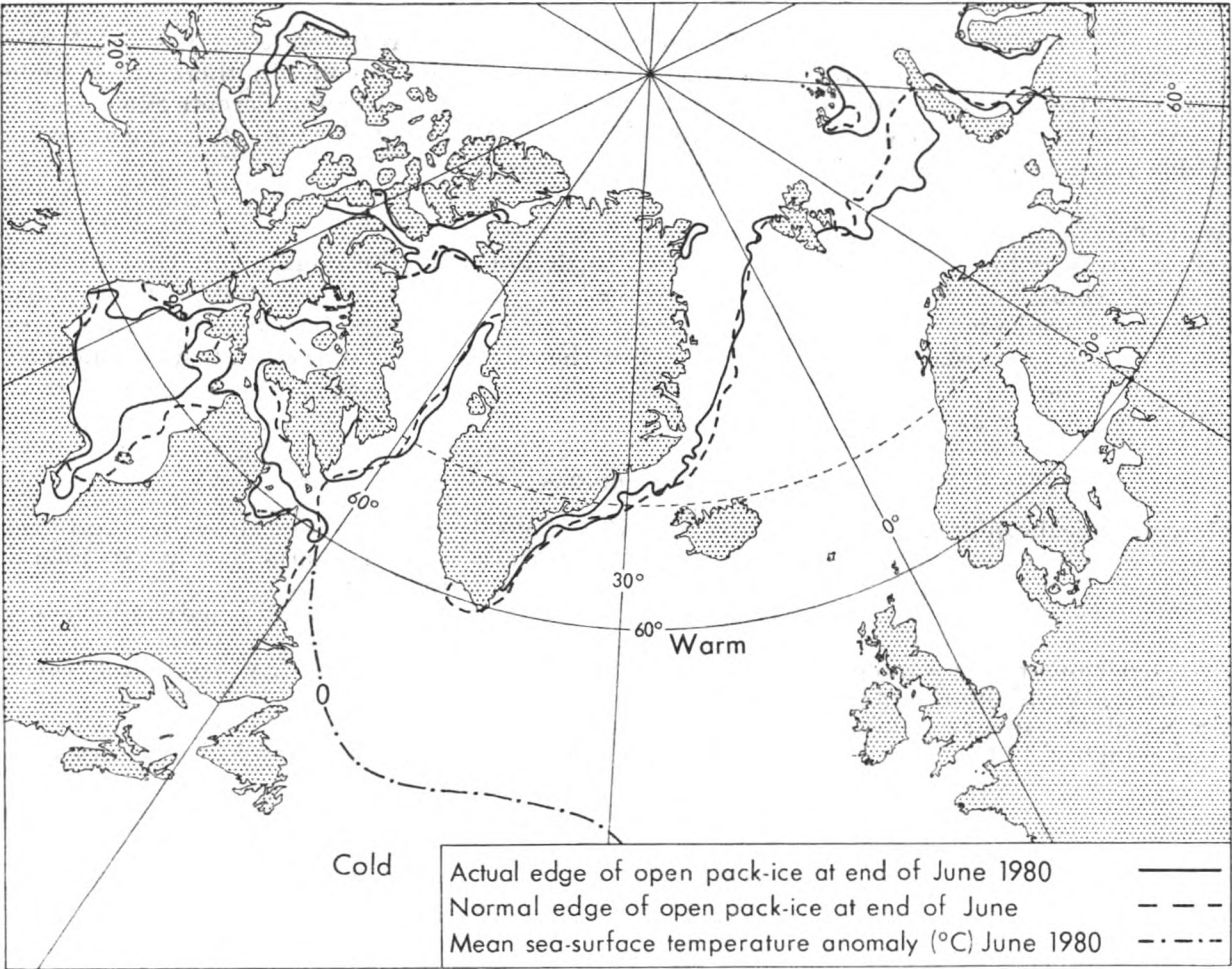 120°
60°
60°
30°
0°
30°
60°
Warm
0
Cold
Actual edge of open pack-ice at end of June 1980
Normal edge of open pack-ice at end of June
Mean sea-surface temperature anomaly (°C) June 1980